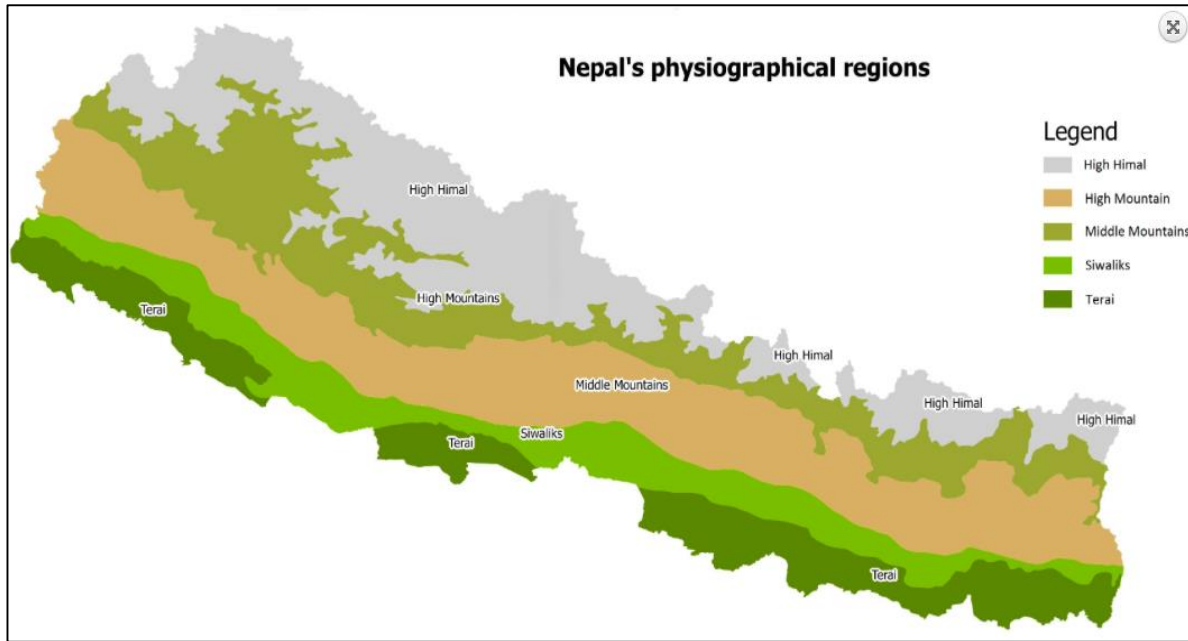 Nepal's physiographical regions
Legend
High Himal
High Mountain
Middle Mountains
Siwaliks
Terai
High Himal
High Mountains
Terai
High Himal
Middle Mountains
High Himal
High Himal
Siwaliks
Terai
Terai